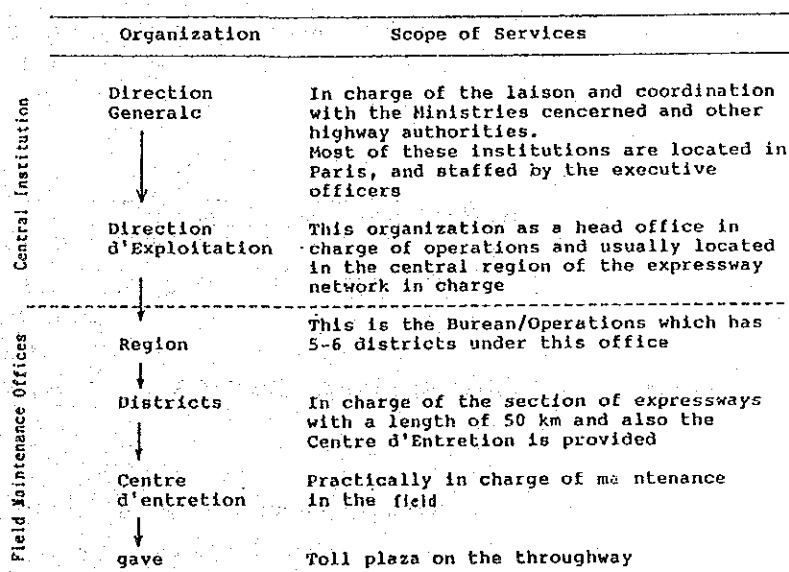 Organization Scope of Services
Central Institution
Direction In charge of the laison and coordination
Generalc with the Ministries cencerned and other
highway authorities.
Most of these institutions are located in
Paris, and staffed by the executive
officers
Direction This organization as a head office in
d'Exploitation charge of operations and usually located
in the central region of the expressway
network in charge
Field Maintenance Offices
This is the Burean/Operations which has
Region 5-6 districts under this office
Districts In charge of the section of expressways
with a length of 50 km and also the
Centre d'Entretion is provided
Centre Practically in charge of ma ntenance
d'entretion in the field
gave Toll plaza on the throughway